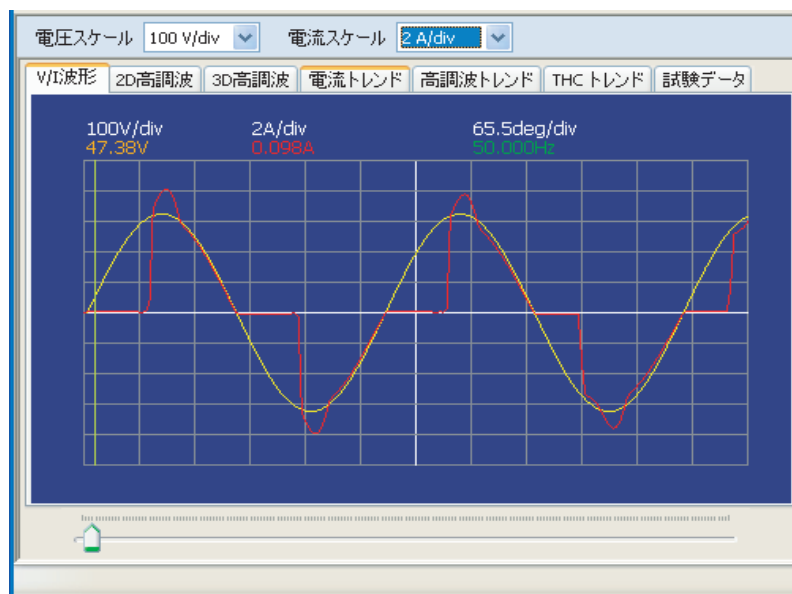 電圧スケール 100 V/div 電流スケール 2 A/div
V/I波形 2D高調波 3D高調波 電流トレンド 高調波トレンド THC トレンド 試験データ
100V/div 2A/div 65.5deg/div
47.38V 0.098A 50.000Hz